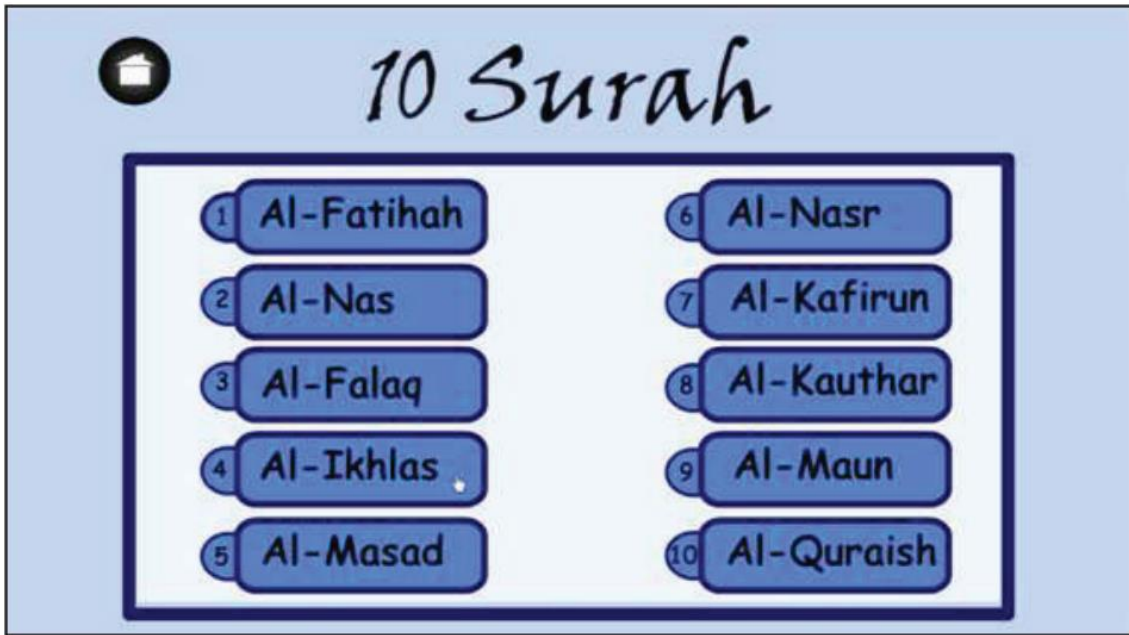 10 Surah
1 Al-Fatihah
2 Al-Nas
3 Al-Falaq
4 Al-Ikhlas
5 Al-Masad
6 Al-Nasr
7 Al-Kafirun
8 Al-Kauthar
9 Al-Maun
10 Al-Quraish